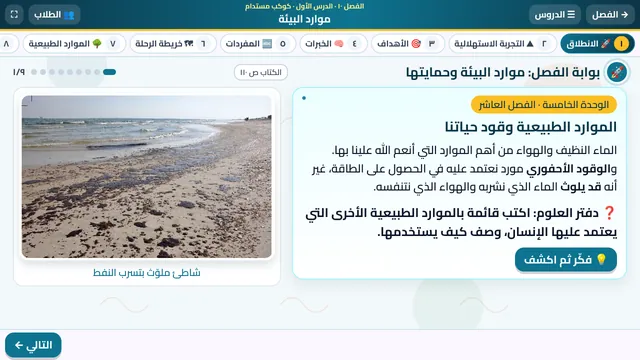 → الفصل
☰ الدروس
الفصل ١٠ · الدرس الأول · كوكب مستدام
موارد البيئة
👥 الطلاب
١ 🚀 الانطلاق
٢ ⚠ التجربة الاستهلالية
٣ 🎯 الأهداف
٤ 🧠 الخبرات
٥ 🔤 المفردات
٦ 🗺 خريطة الرحلة
٧ 🌳 الموارد الطبيعية
٨
🚀 بوابة الفصل: موارد البيئة وحمايتها
الكتاب ص ١١٠
١/٩
الوحدة الخامسة · الفصل العاشر
الموارد الطبيعية وقود حياتنا
الماء النظيف والهواء من أهم الموارد التي أنعم الله علينا بها.
والوقود الأحفوري مورد نعتمد عليه في الحصول على الطاقة، غير
أنه قد يلوث الماء الذي نشربه والهواء الذي نتنفسه.
❓ دفتر العلوم: اكتب قائمة بالموارد الطبيعية الأخرى التي
يعتمد عليها الإنسان، وصف كيف يستخدمها.
💡 فكّر ثم اكشف
شاطئ ملوّث بتسرب النفط
التالي ←